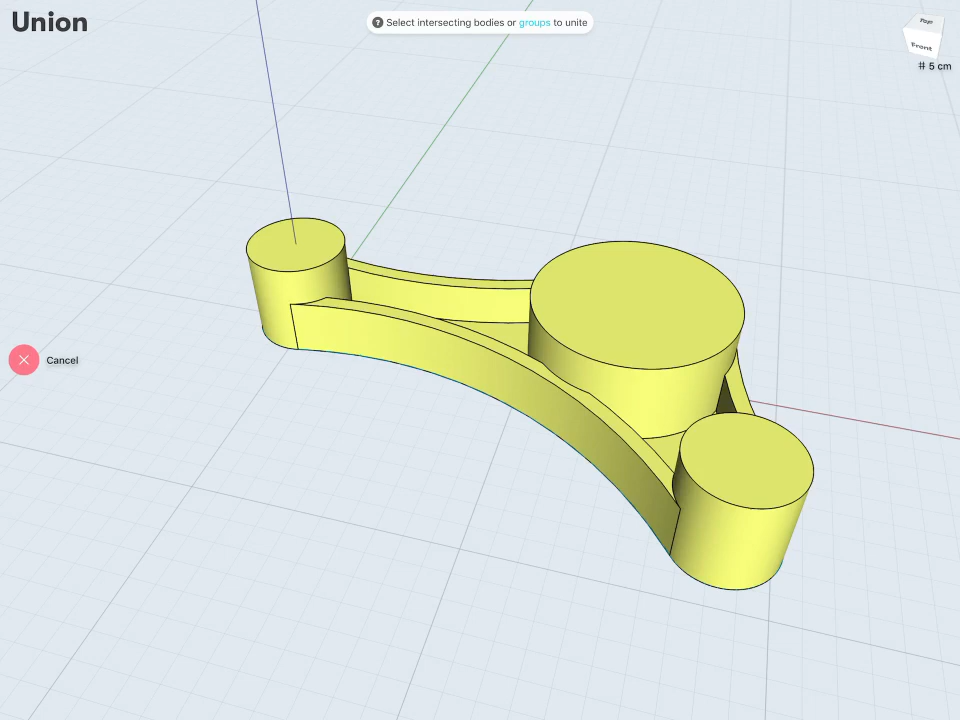 Union
Select intersecting bodies or groups to unite
Top
Front
# 5 cm
Cancel